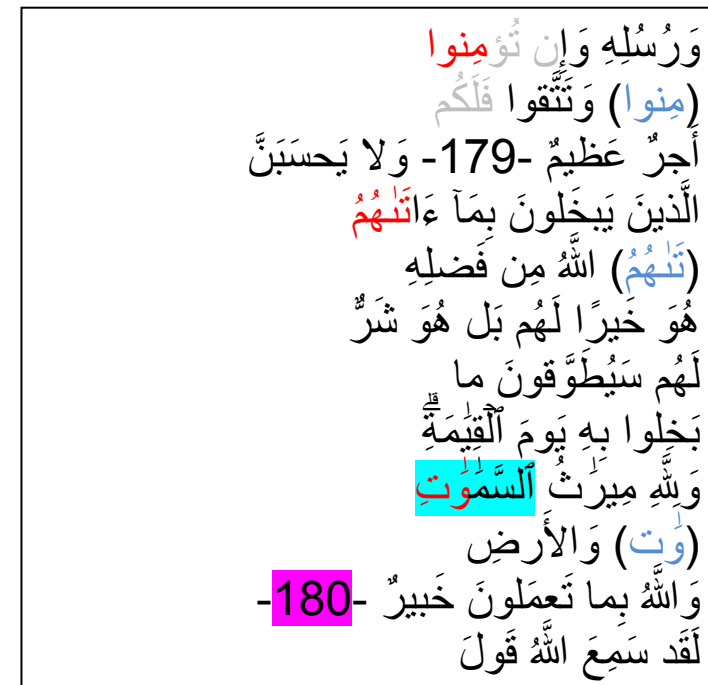 وَرُسُلِهِ وَإِن تُؤمِنوا
(مِنوا) وَتَتَّقوا فَلَكُم
أَجرٌ عَظيمٌ -179- وَلا يَحسَبَنَّ
الَّذينَ يَبخَلونَ بِمَآ ءَاتَىٰهُمُ
(تَىٰهُمُ) اللَّهُ مِن فَضلِهِ
هُوَ خَيرًا لَهُم بَل هُوَ شَرٌّ
لَهُم سَيُطَوَّقونَ ما
بَخِلوا بِهِ يَومَ ٱلْقِيَٰمَةِۗ
وَلِلَّهِ مِيرَٰثُ ٱلسَّمَٰوَٰتِ
(وَٰت) وَالأَرضِ
وَاللَّهُ بِما تَعمَلونَ خَبيرٌ -180-
لَقَد سَمِعَ اللَّهُ قَولَ